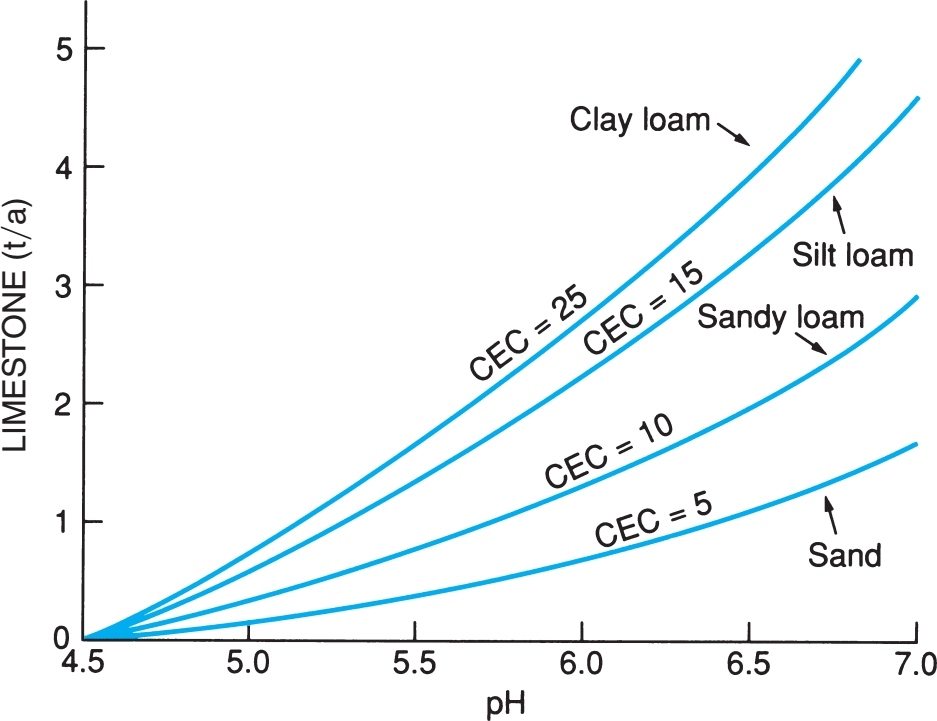 5
Clay loam
4
LIMESTONE (t/a)
Silt loam
3
CEC = 25
CEC = 15
Sandy loam
2
CEC = 10
1
CEC = 5
Sand
0
4.5 5.0 5.5 6.0 6.5 7.0
pH